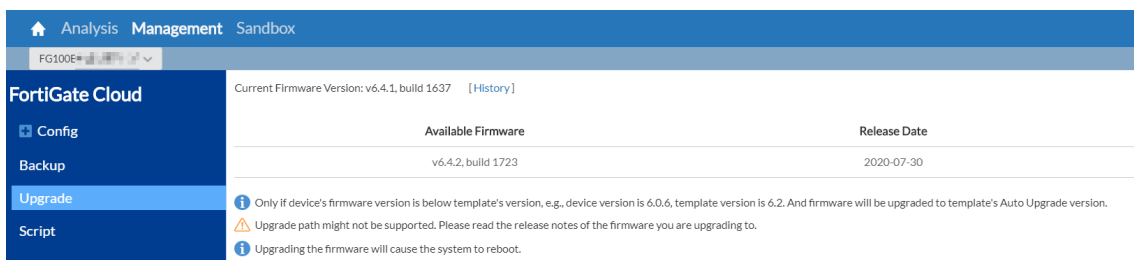 Analysis Management Sandbox
FG100E
FortiGate Cloud
Config
Backup
Upgrade
Script
Current Firmware Version: v6.4.1, build 1637 [History]
Available Firmware Release Date
v6.4.2, build 1723 2020-07-30
Only if device's firmware version is below template's version, e.g., device version is 6.0.6, template version is 6.2. And firmware will be upgraded to template's Auto Upgrade version.
Upgrade path might not be supported. Please read the release notes of the firmware you are upgrading to.
Upgrading the firmware will cause the system to reboot.